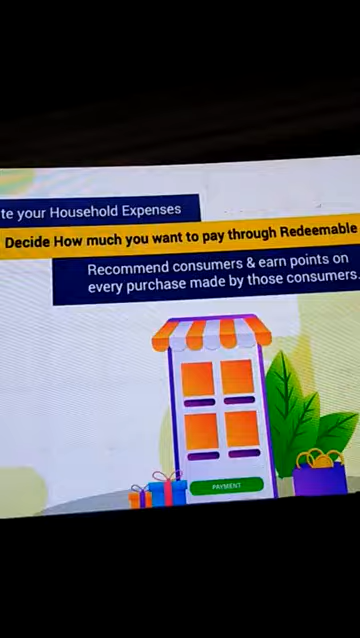 te your Household Expenses
Decide How much you want to pay through Redeemable
Recommend consumers & earn points on
every purchase made by those consumers.
PAYMENT